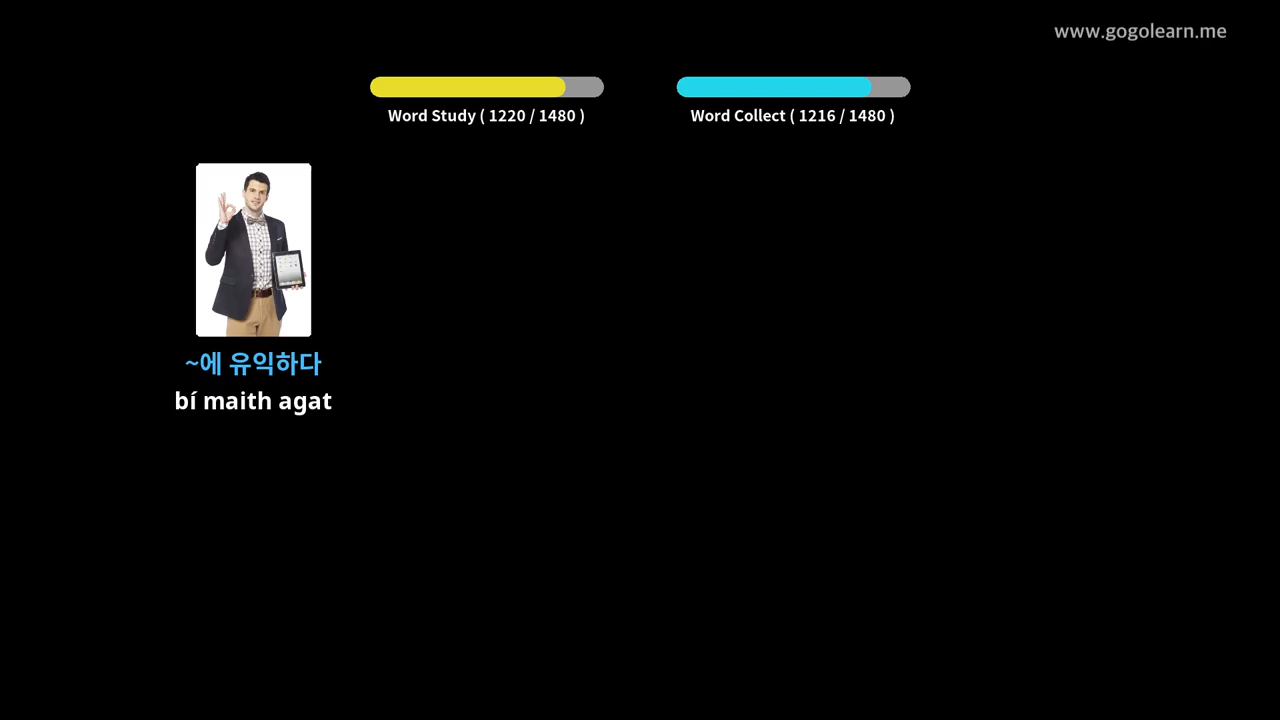 www.gogolearn.me
Word Study ( 1220 / 1480 )
Word Collect ( 1216 / 1480 )
~에 유익하다
bí maith agat